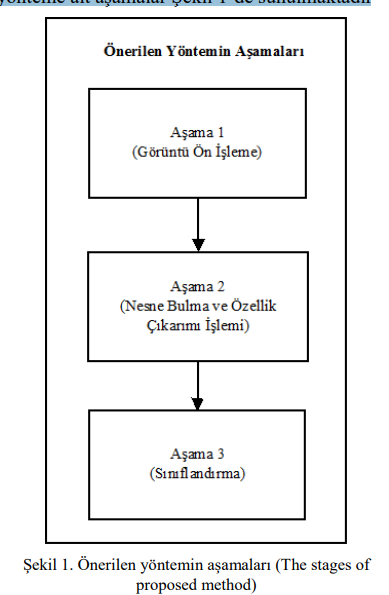 yönteme ait aşamalar Şekil 1'de sunulmaktadır
Önerilen Yöntemin Aşamaları
Aşama 1
(Görüntü Ön İşleme)
Aşama 2
(Nesne Bulma ve Özellik
Çıkarımı İşlemi)
Aşama 3
(Sınıflandırma)
Şekil 1. Önerilen yöntemin aşamaları (The stages of
proposed method)